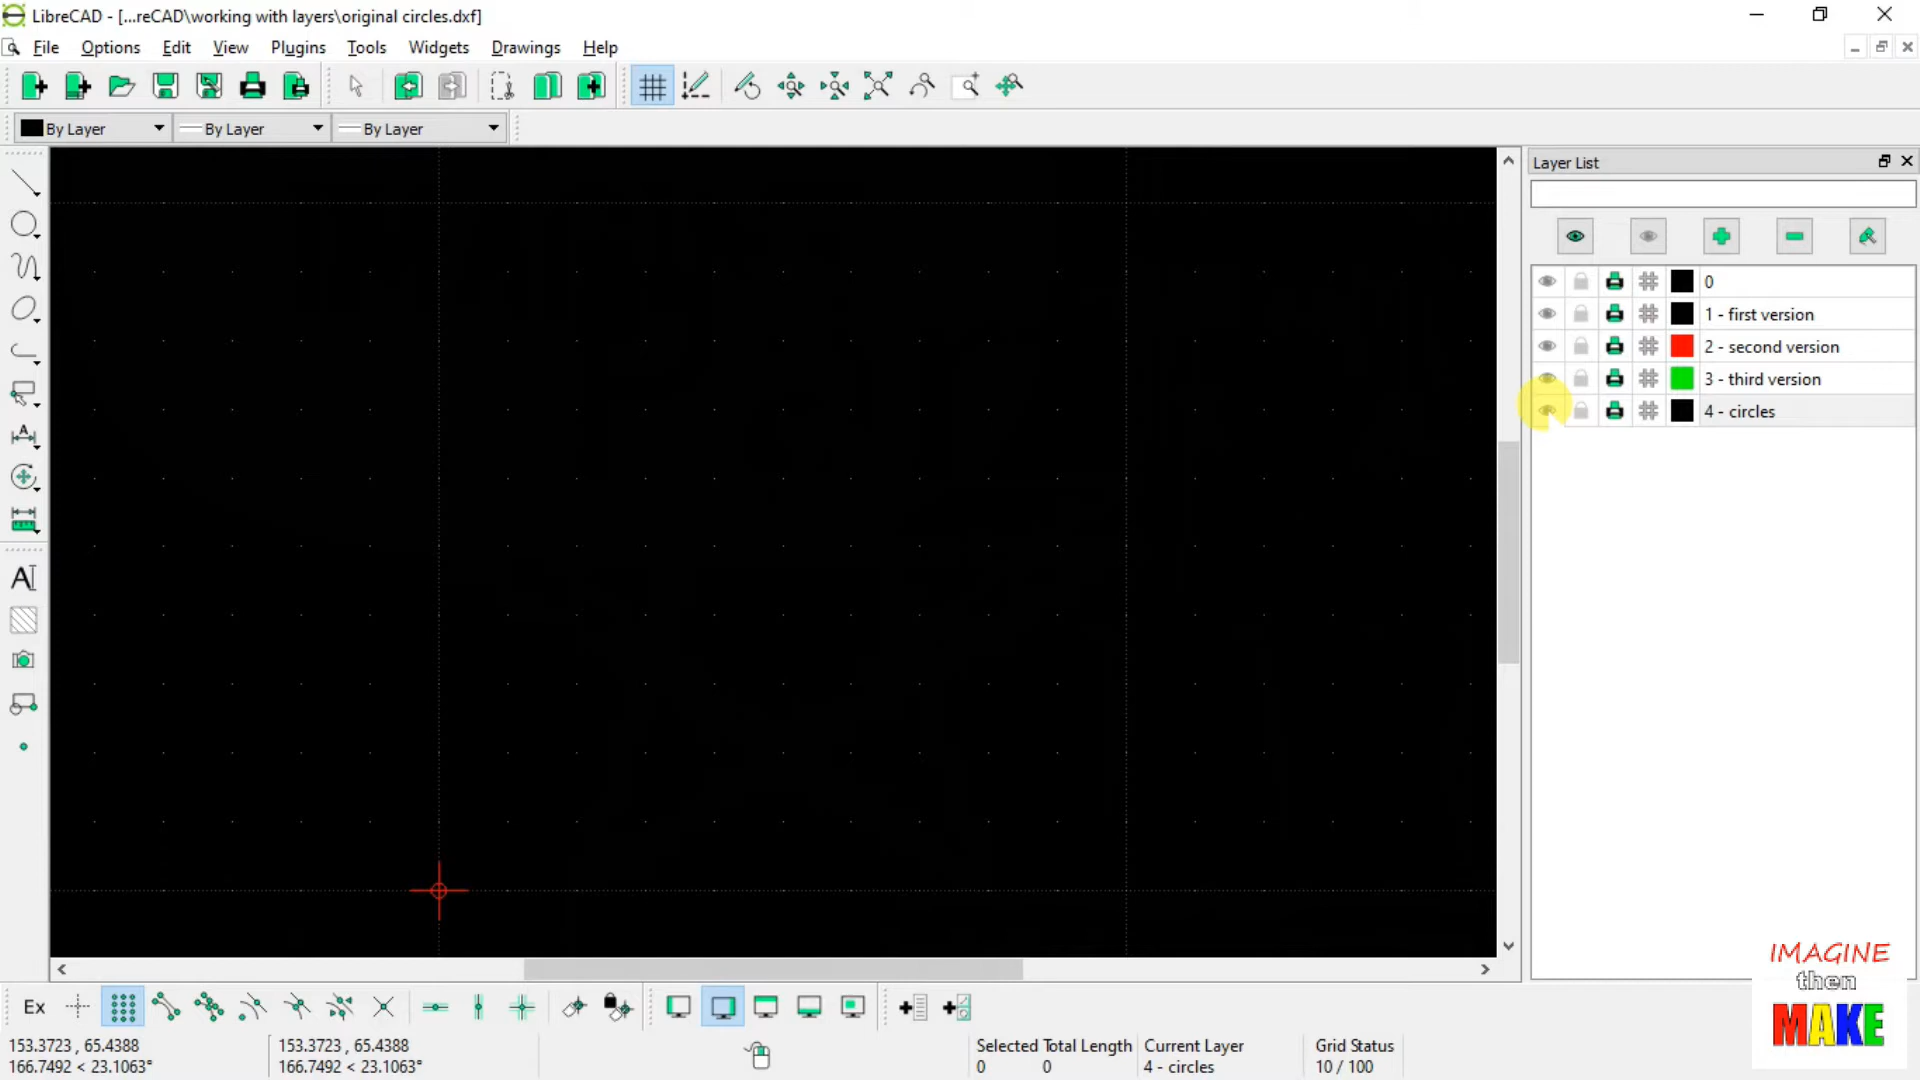 LibreCAD - [...reCAD\working with layers\original circles.dxf]
File Options Edit View Plugins Tools Widgets Drawings Help
By Layer By Layer By Layer
Layer List
0
1 - first version
2 - second version
3 - third version
4 - circles
A
IMAGINE
then
MAKE
Ex
153.3723 , 65.4388 153.3723 , 65.4388 Selected Total Length Current Layer Grid Status
166.7492 < 23.1063° 166.7492 < 23.1063° 0 0 4 - circles 10 / 100